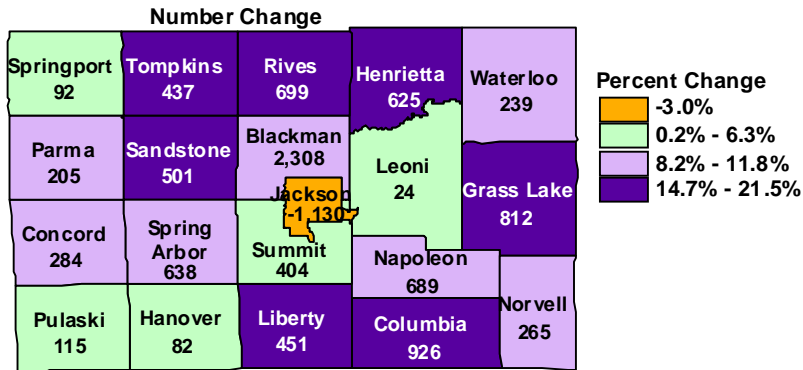 Number Change
Springport
92
Tompkins
437
Rives
699
Henrietta
625
Waterloo
239
Parma
205
Sandstone
501
Blackman
2,308
Leoni
24
Grass Lake
812
Jackson
-1,130
Concord
284
Spring
Arbor
638
Summit
404
Napoleon
689
Norvell
265
Pulaski
115
Hanover
82
Liberty
451
Columbia
926
Percent Change
-3.0%
0.2% - 6.3%
8.2% - 11.8%
14.7% - 21.5%